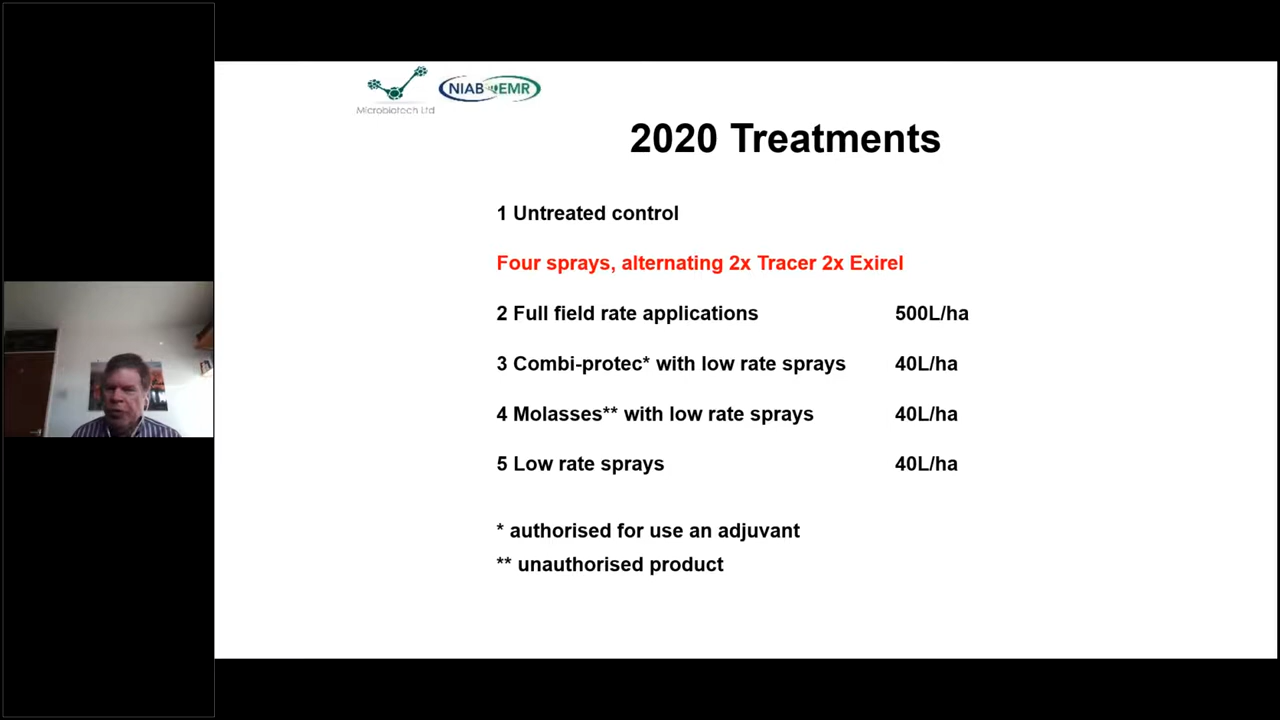 Microbiotech Ltd
NIAB EMR
2020 Treatments
1 Untreated control
Four sprays, alternating 2x Tracer 2x Exirel
2 Full field rate applications 500L/ha
3 Combi-protec* with low rate sprays 40L/ha
4 Molasses** with low rate sprays 40L/ha
5 Low rate sprays 40L/ha
* authorised for use an adjuvant
** unauthorised product